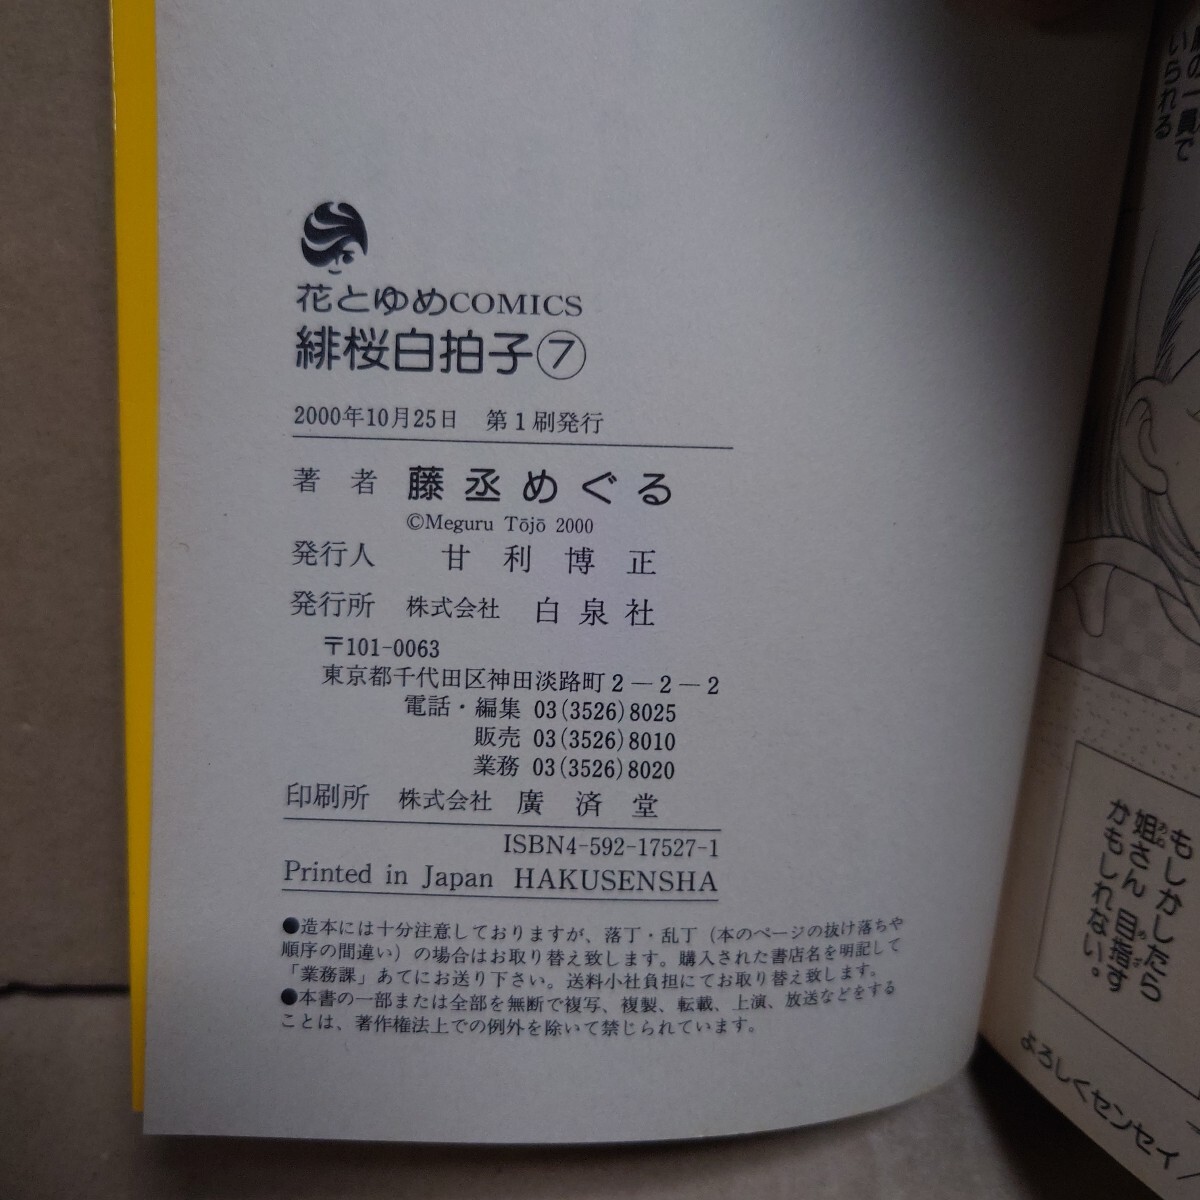 花とゆめCOMICS
緋桜白拍子⑦
2000年10月25日 第1刷発行
著者 藤丞めぐる
©Meguru Tōjō 2000
発行人 甘利博正
発行所 株式会社 白泉社
〒101-0063
東京都千代田区神田淡路町2-2-2
電話・編集 03(3526)8025
販売 03(3526)8010
業務 03(3526)8020
印刷所 株式会社 廣済堂
ISBN4-592-17527-1
Printed in Japan HAKUSENSHA
●造本には十分注意しておりますが、落丁・乱丁（本のページの抜け落ちや
順序の間違い）の場合はお取り替え致します。購入された書店名を明記して
「業務課」あてにお送り下さい。送料小社負担にてお取り替え致します。
●本書の一部または全部を無断で複写、複製、転載、上演、放送などをする
ことは、著作権法上での例外を除いて禁じられています。
の一員で
いられる
もしかしたら
姐さん 目指す
かもしれない。
よろしくセンセイ